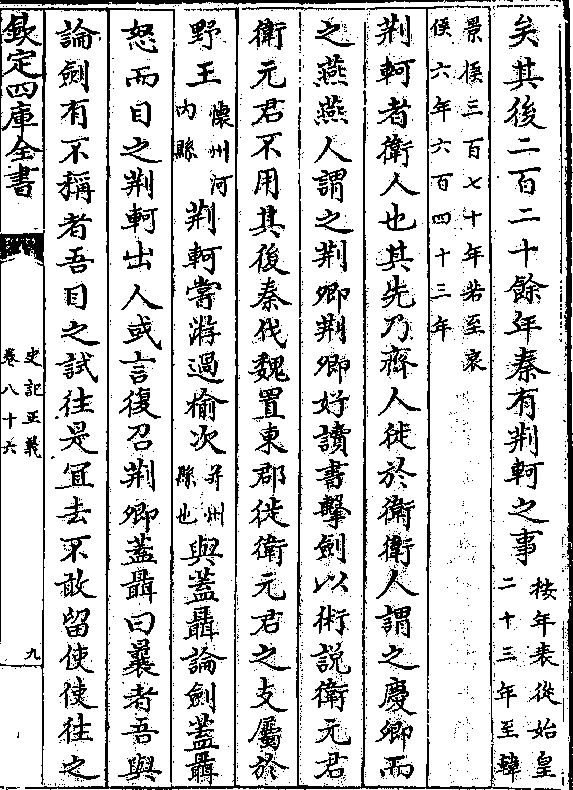 矣其後二百二十餘年秦有荆軻之事按年表從始皇二十三年至韓
景侯三百七十年若至哀侯六年六百四十三年
荆軻者衛人也其先乃齊人徙於衛衛人謂之慶卿而
之燕燕人謂之荆卿荆卿好讀書擊劍以術說衛元君
衛元君不用其後秦伐魏置東郡徙衛元君之支屬於
野王懷州河内縣荆軻嘗游過榆次并州縣也與蓋聶論劍蓋聶
怒而目之荆軻出人或言復召荆卿蓋聶曰曩者吾與
論劍有不稱者吾目之試往是宜去不敢留使使往之
欽定四庫全書
史記正義
卷八十六
九